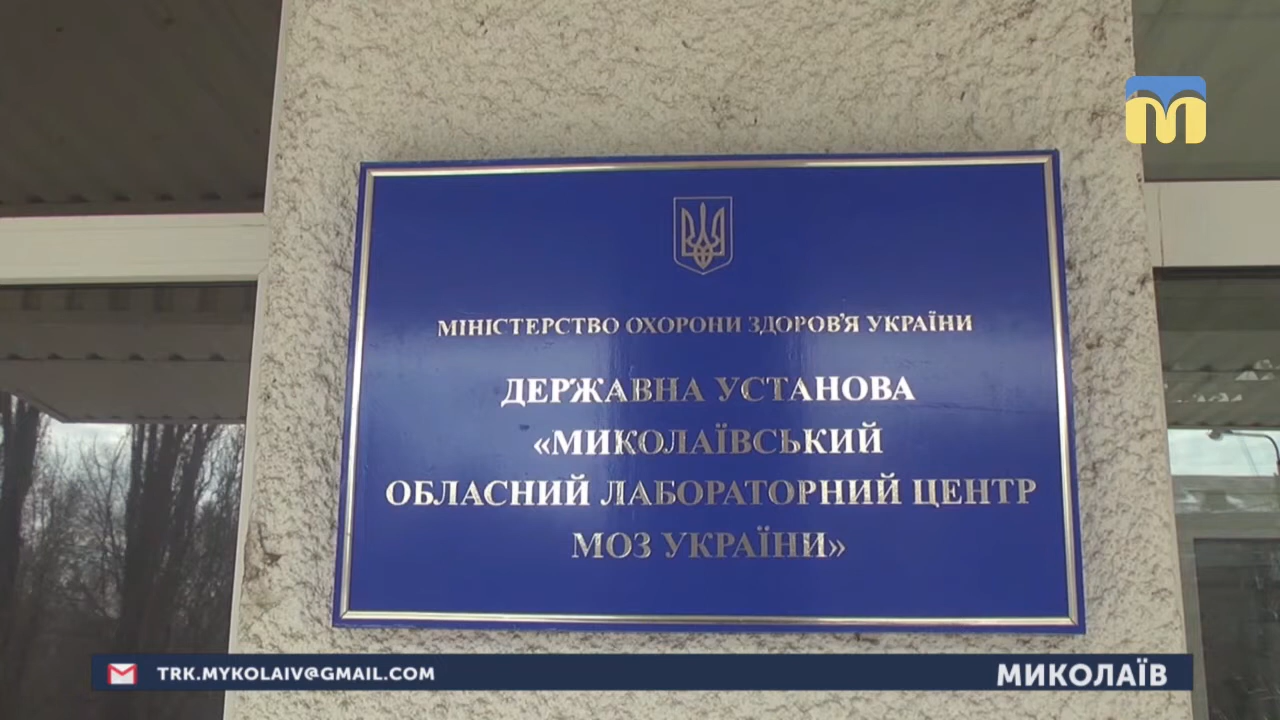 М
МІНІСТЕРСТВО ОХОРОНИ ЗДОРОВ'Я УКРАЇНИ
ДЕРЖАВНА УСТАНОВА
«МИКОЛАЇВСЬКИЙ
ОБЛАСНИЙ ЛАБОРАТОРНИЙ ЦЕНТР
МОЗ УКРАЇНИ»
TRK.MYKOLAIV@GMAIL.COM
МИКОЛАЇВ